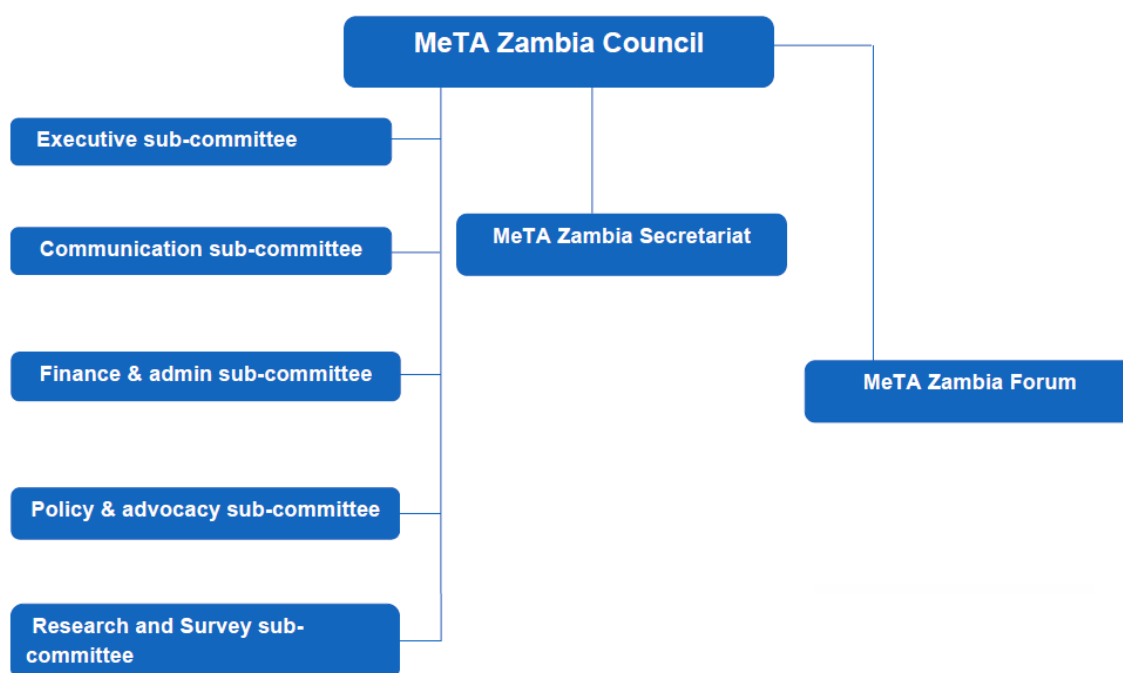 MeTA Zambia Council
Executive sub-committee
Communication sub-committee
MeTA Zambia Secretariat
Finance & admin sub-committee
MeTA Zambia Forum
Policy & advocacy sub-committee
Research and Survey sub-
committee